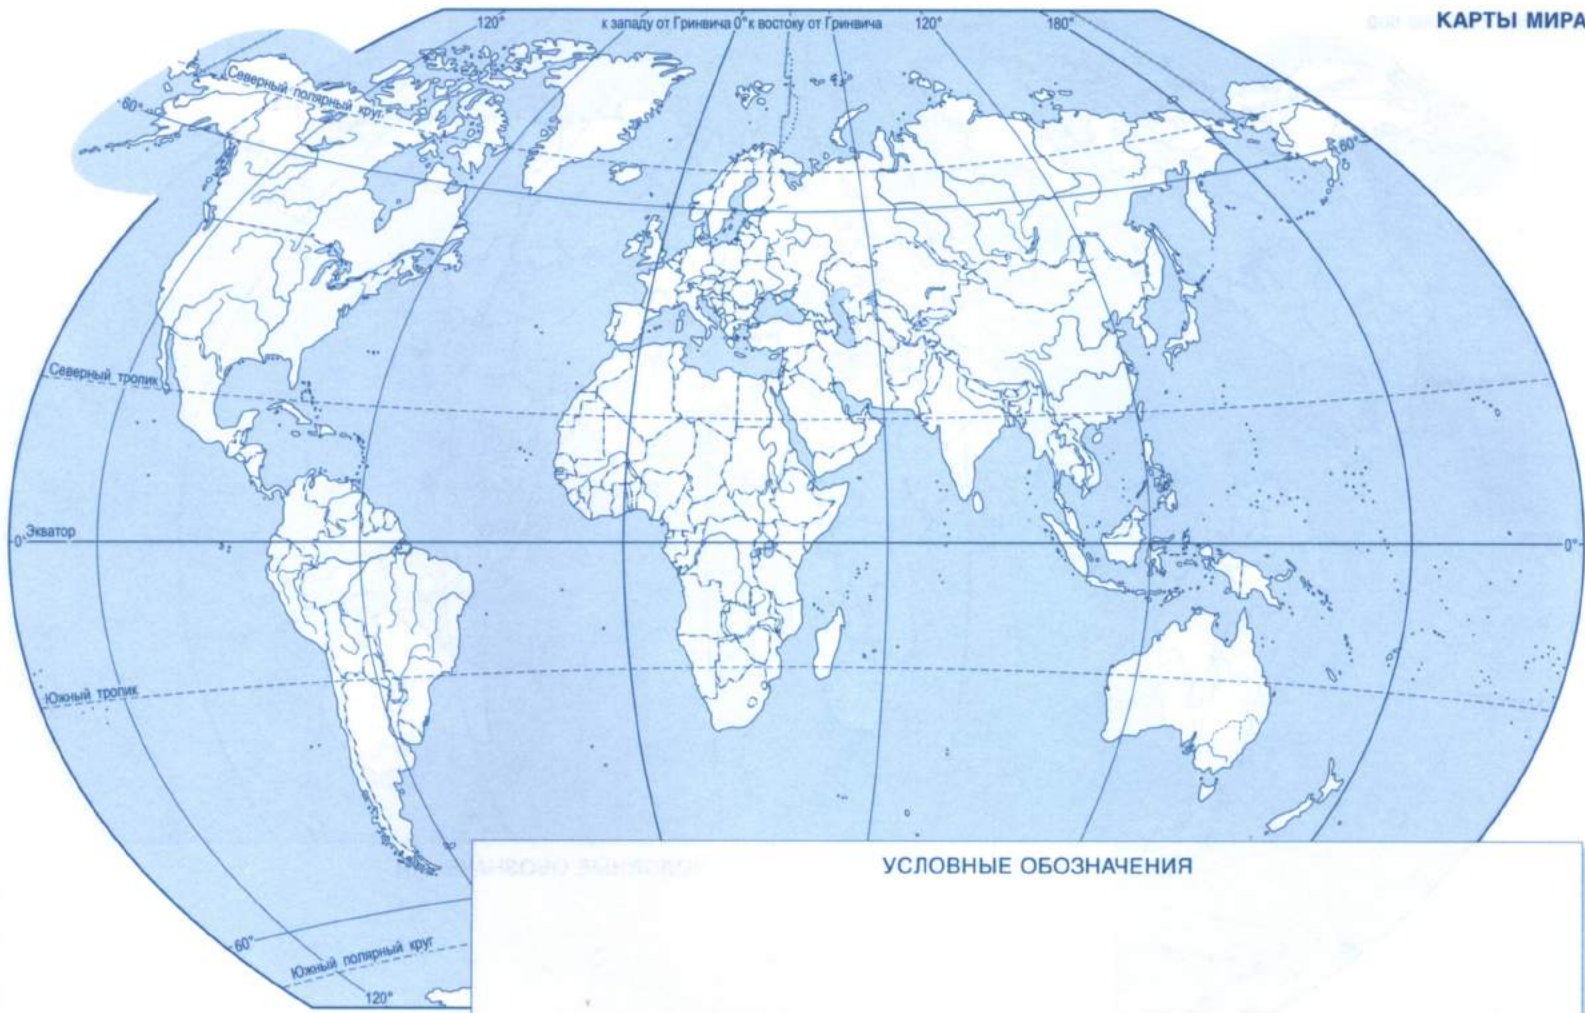 120° к западу от Гринвича 0° к востоку от Гринвича 120° 180°
КАРТЫ МИРА
Северный полярный круг
60°
60°
Северный тропик
0° Экватор 0°
Южный тропик
УСЛОВНЫЕ ОБОЗНАЧЕНИЯ
60°
Южный полярный круг
120°